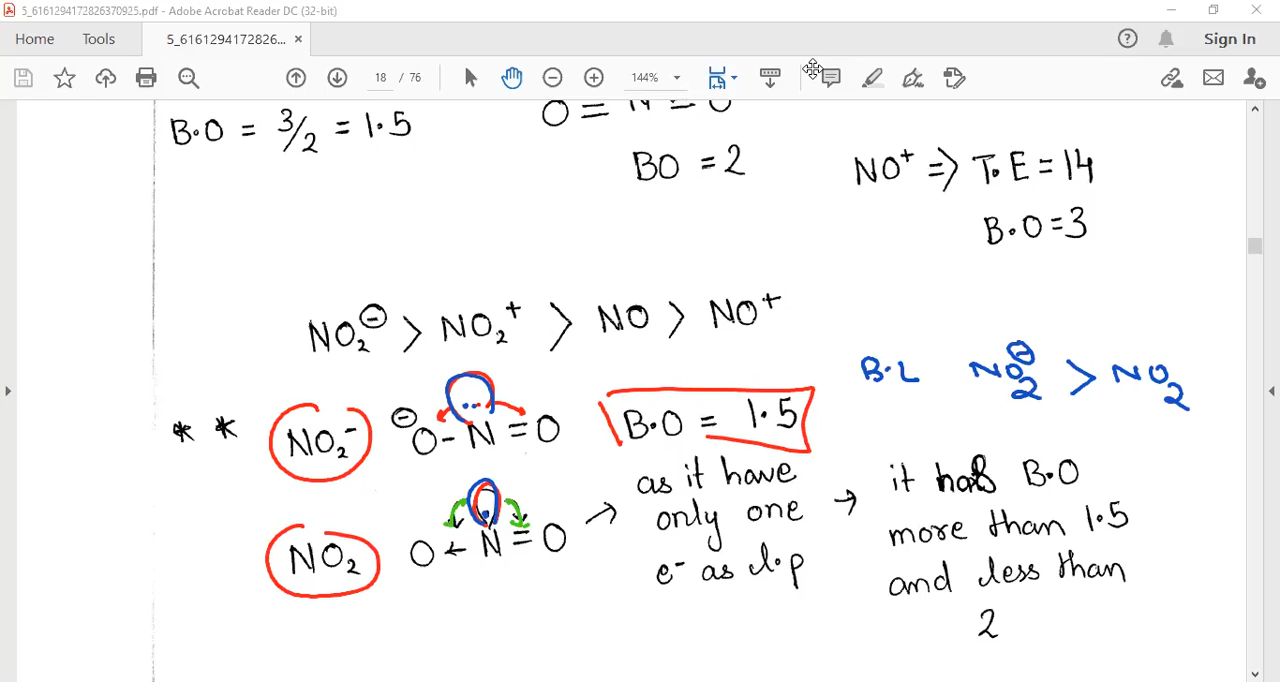 5_6161294172826370925.pdf - Adobe Acrobat Reader DC (32-bit)
Home Tools 5_6161294172826... × Sign In
18 / 76 144%
B.O = 3/2 = 1.5
O = N = O
BO = 2
NO⁺ => T.E = 14
B.O = 3
NO₂⊖ > NO₂⁺ > NO > NO⁺
B.L NO₂⊖ > NO₂
** NO₂⁻ ⊖O - N = O B.O = 1.5
as it have
only one
e⁻ as l.p
NO₂ O ← N = O →
→ it has B.O
more than 1.5
and less than
2